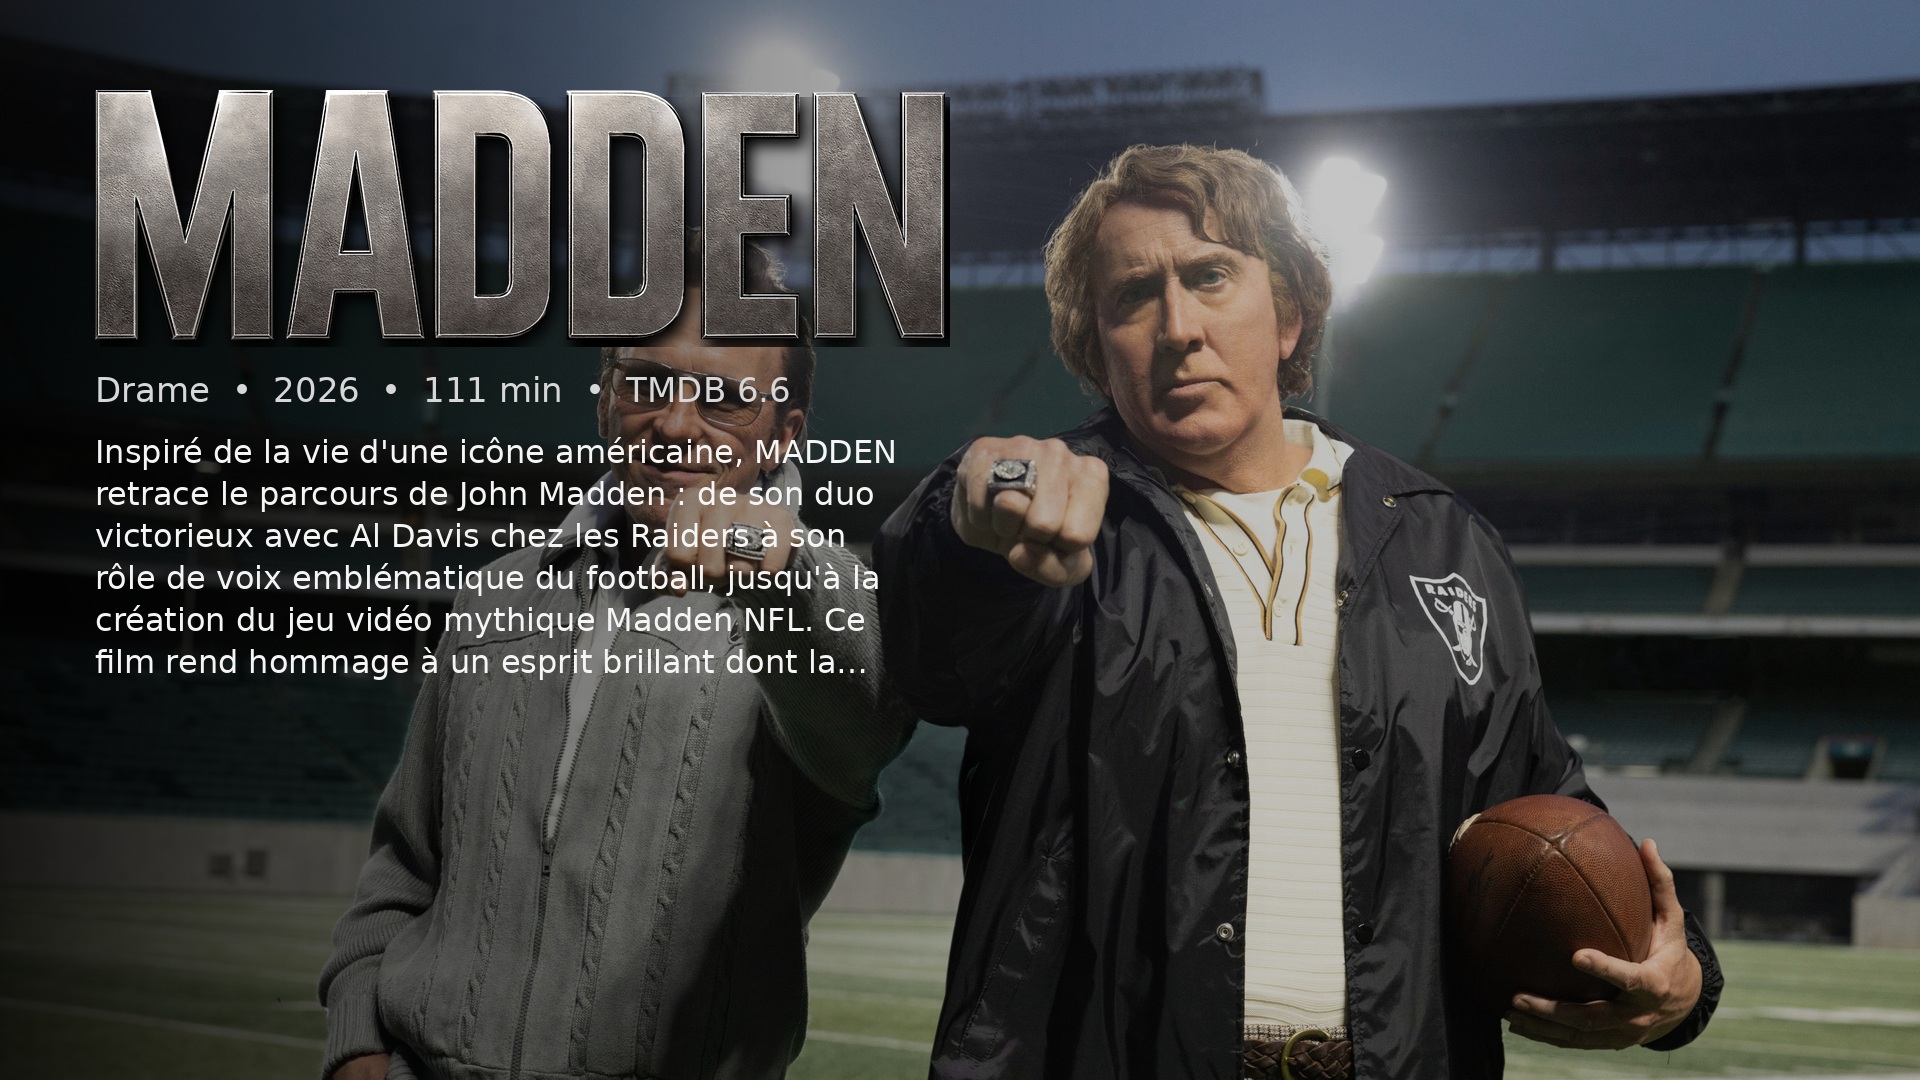 MADDEN
Drame • 2026 • 111 min • TMDB 6.6
Inspiré de la vie d'une icône américaine, MADDEN
retrace le parcours de John Madden : de son duo
victorieux avec Al Davis chez les Raiders à son
rôle de voix emblématique du football, jusqu'à la
création du jeu vidéo mythique Madden NFL. Ce
film rend hommage à un esprit brillant dont la...
RAIDERS